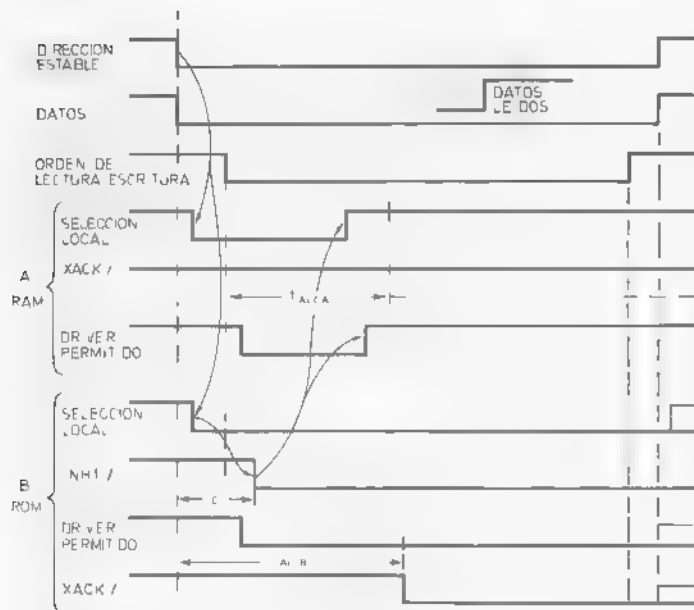 DIRECCION
ESTABLE
DATOS
DATOS
LEIDOS
ORDEN DE
LECTURA ESCRITURA
SELECCION
LOCAL
A
RAM
XACK /
DRIVER
PERMITIDO
SELECCION
LOCAL
B
ROM
INH1 /
DRIVER
PERMITIDO
XACK /